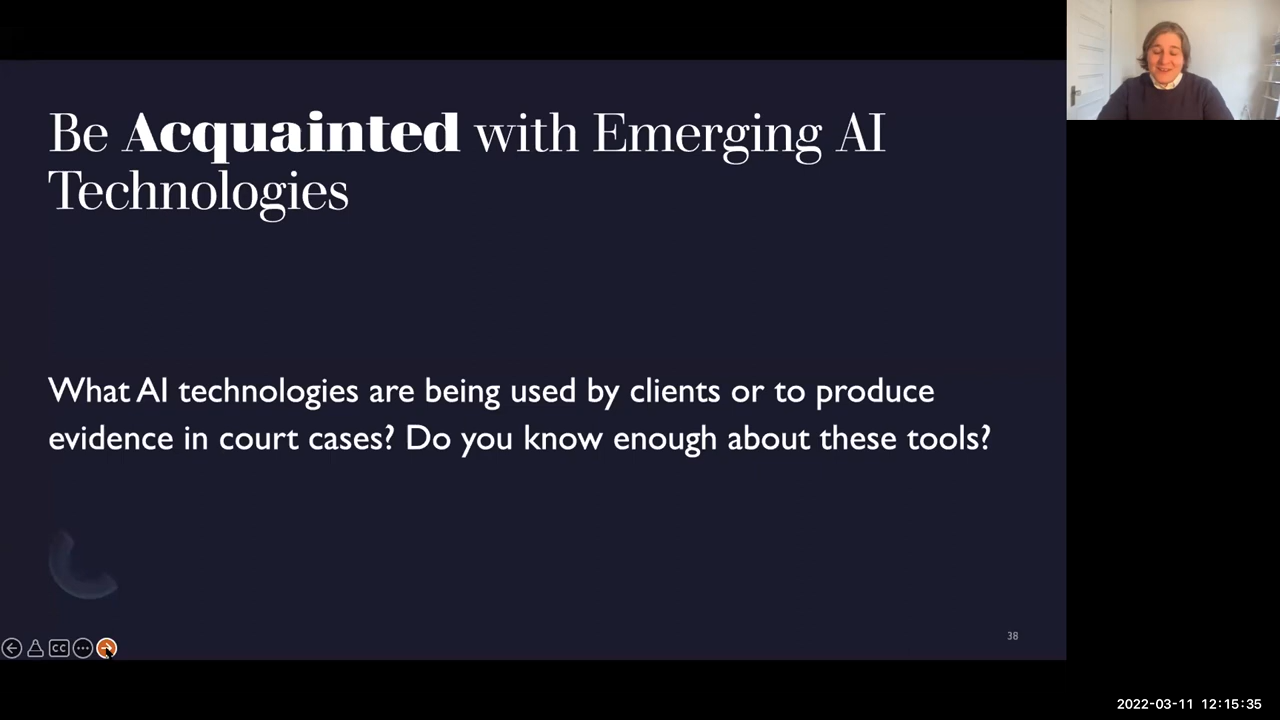 Be Acquainted with Emerging AI
Technologies
What AI technologies are being used by clients or to produce
evidence in court cases? Do you know enough about these tools?
38
CC
2022-03-11 12:15:35